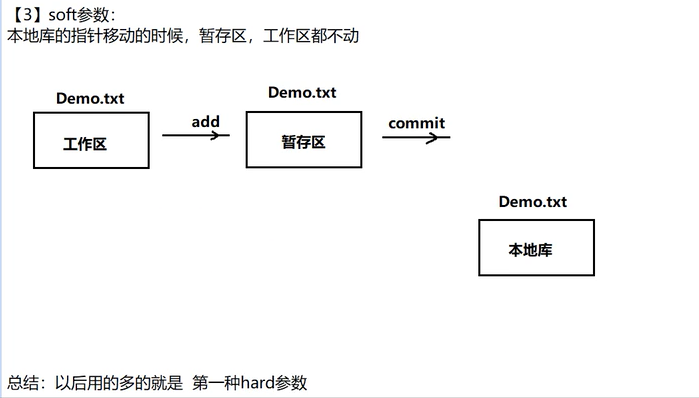 【3】soft参数：
本地库的指针移动的时候，暂存区，工作区都不动
Demo.txt
工作区
add
Demo.txt
暂存区
commit
Demo.txt
本地库
总结：以后用的多的就是 第一种hard参数